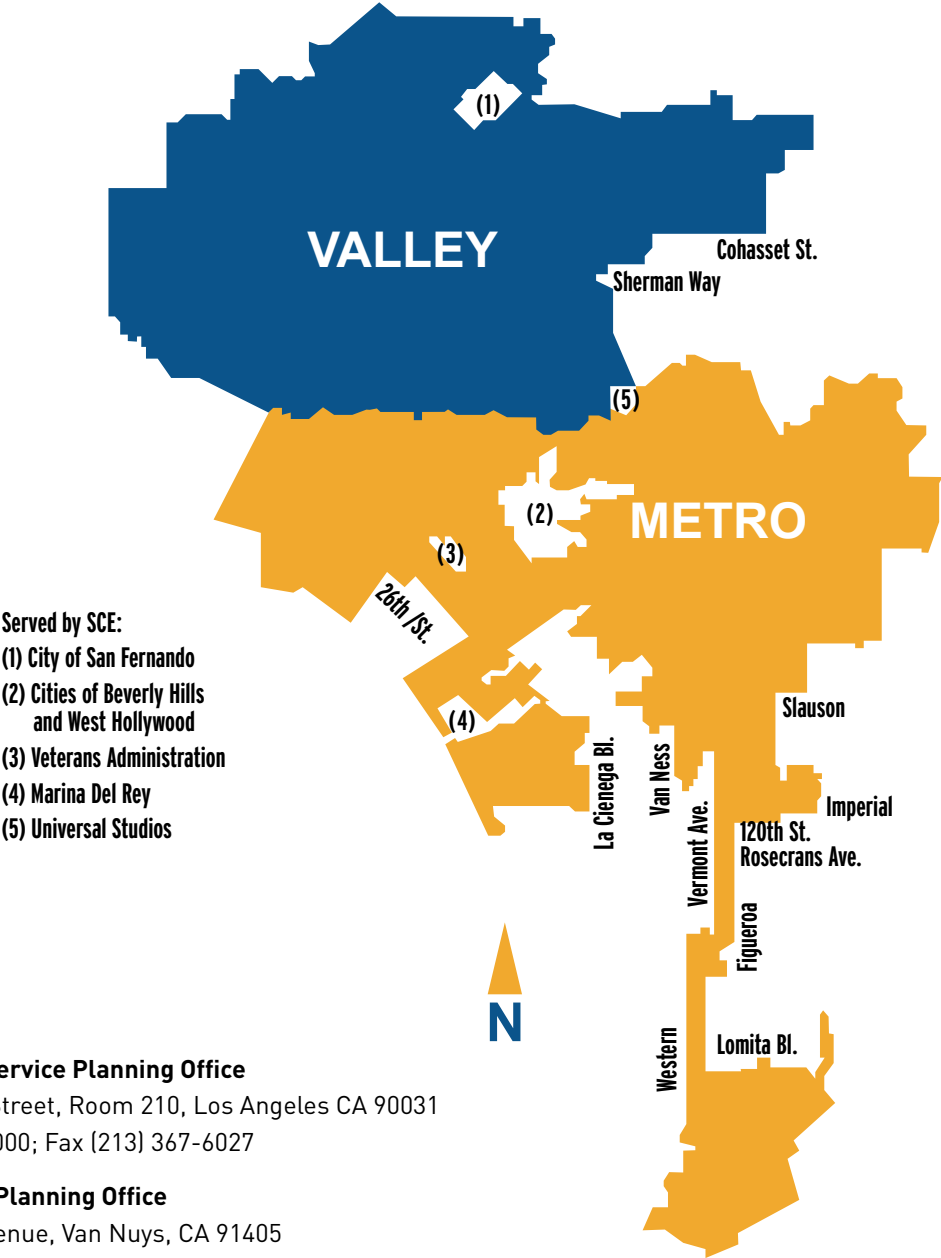 (1)
VALLEY
Cohasset St.
Sherman Way
(5)
(2)
METRO
(3)
26th /St.
Served by SCE:
(1) City of San Fernando
(2) Cities of Beverly Hills
and West Hollywood
(3) Veterans Administration
(4) Marina Del Rey
(5) Universal Studios
(4)
Slauson
La Cienega Bl.
Van Ness
Vermont Ave.
Imperial
120th St.
Rosecrans Ave.
Figueroa
N
Western
Lomita Bl.
ervice Planning Office
Street, Room 210, Los Angeles CA 90031
000; Fax (213) 367-6027
Planning Office
enue, Van Nuys, CA 91405